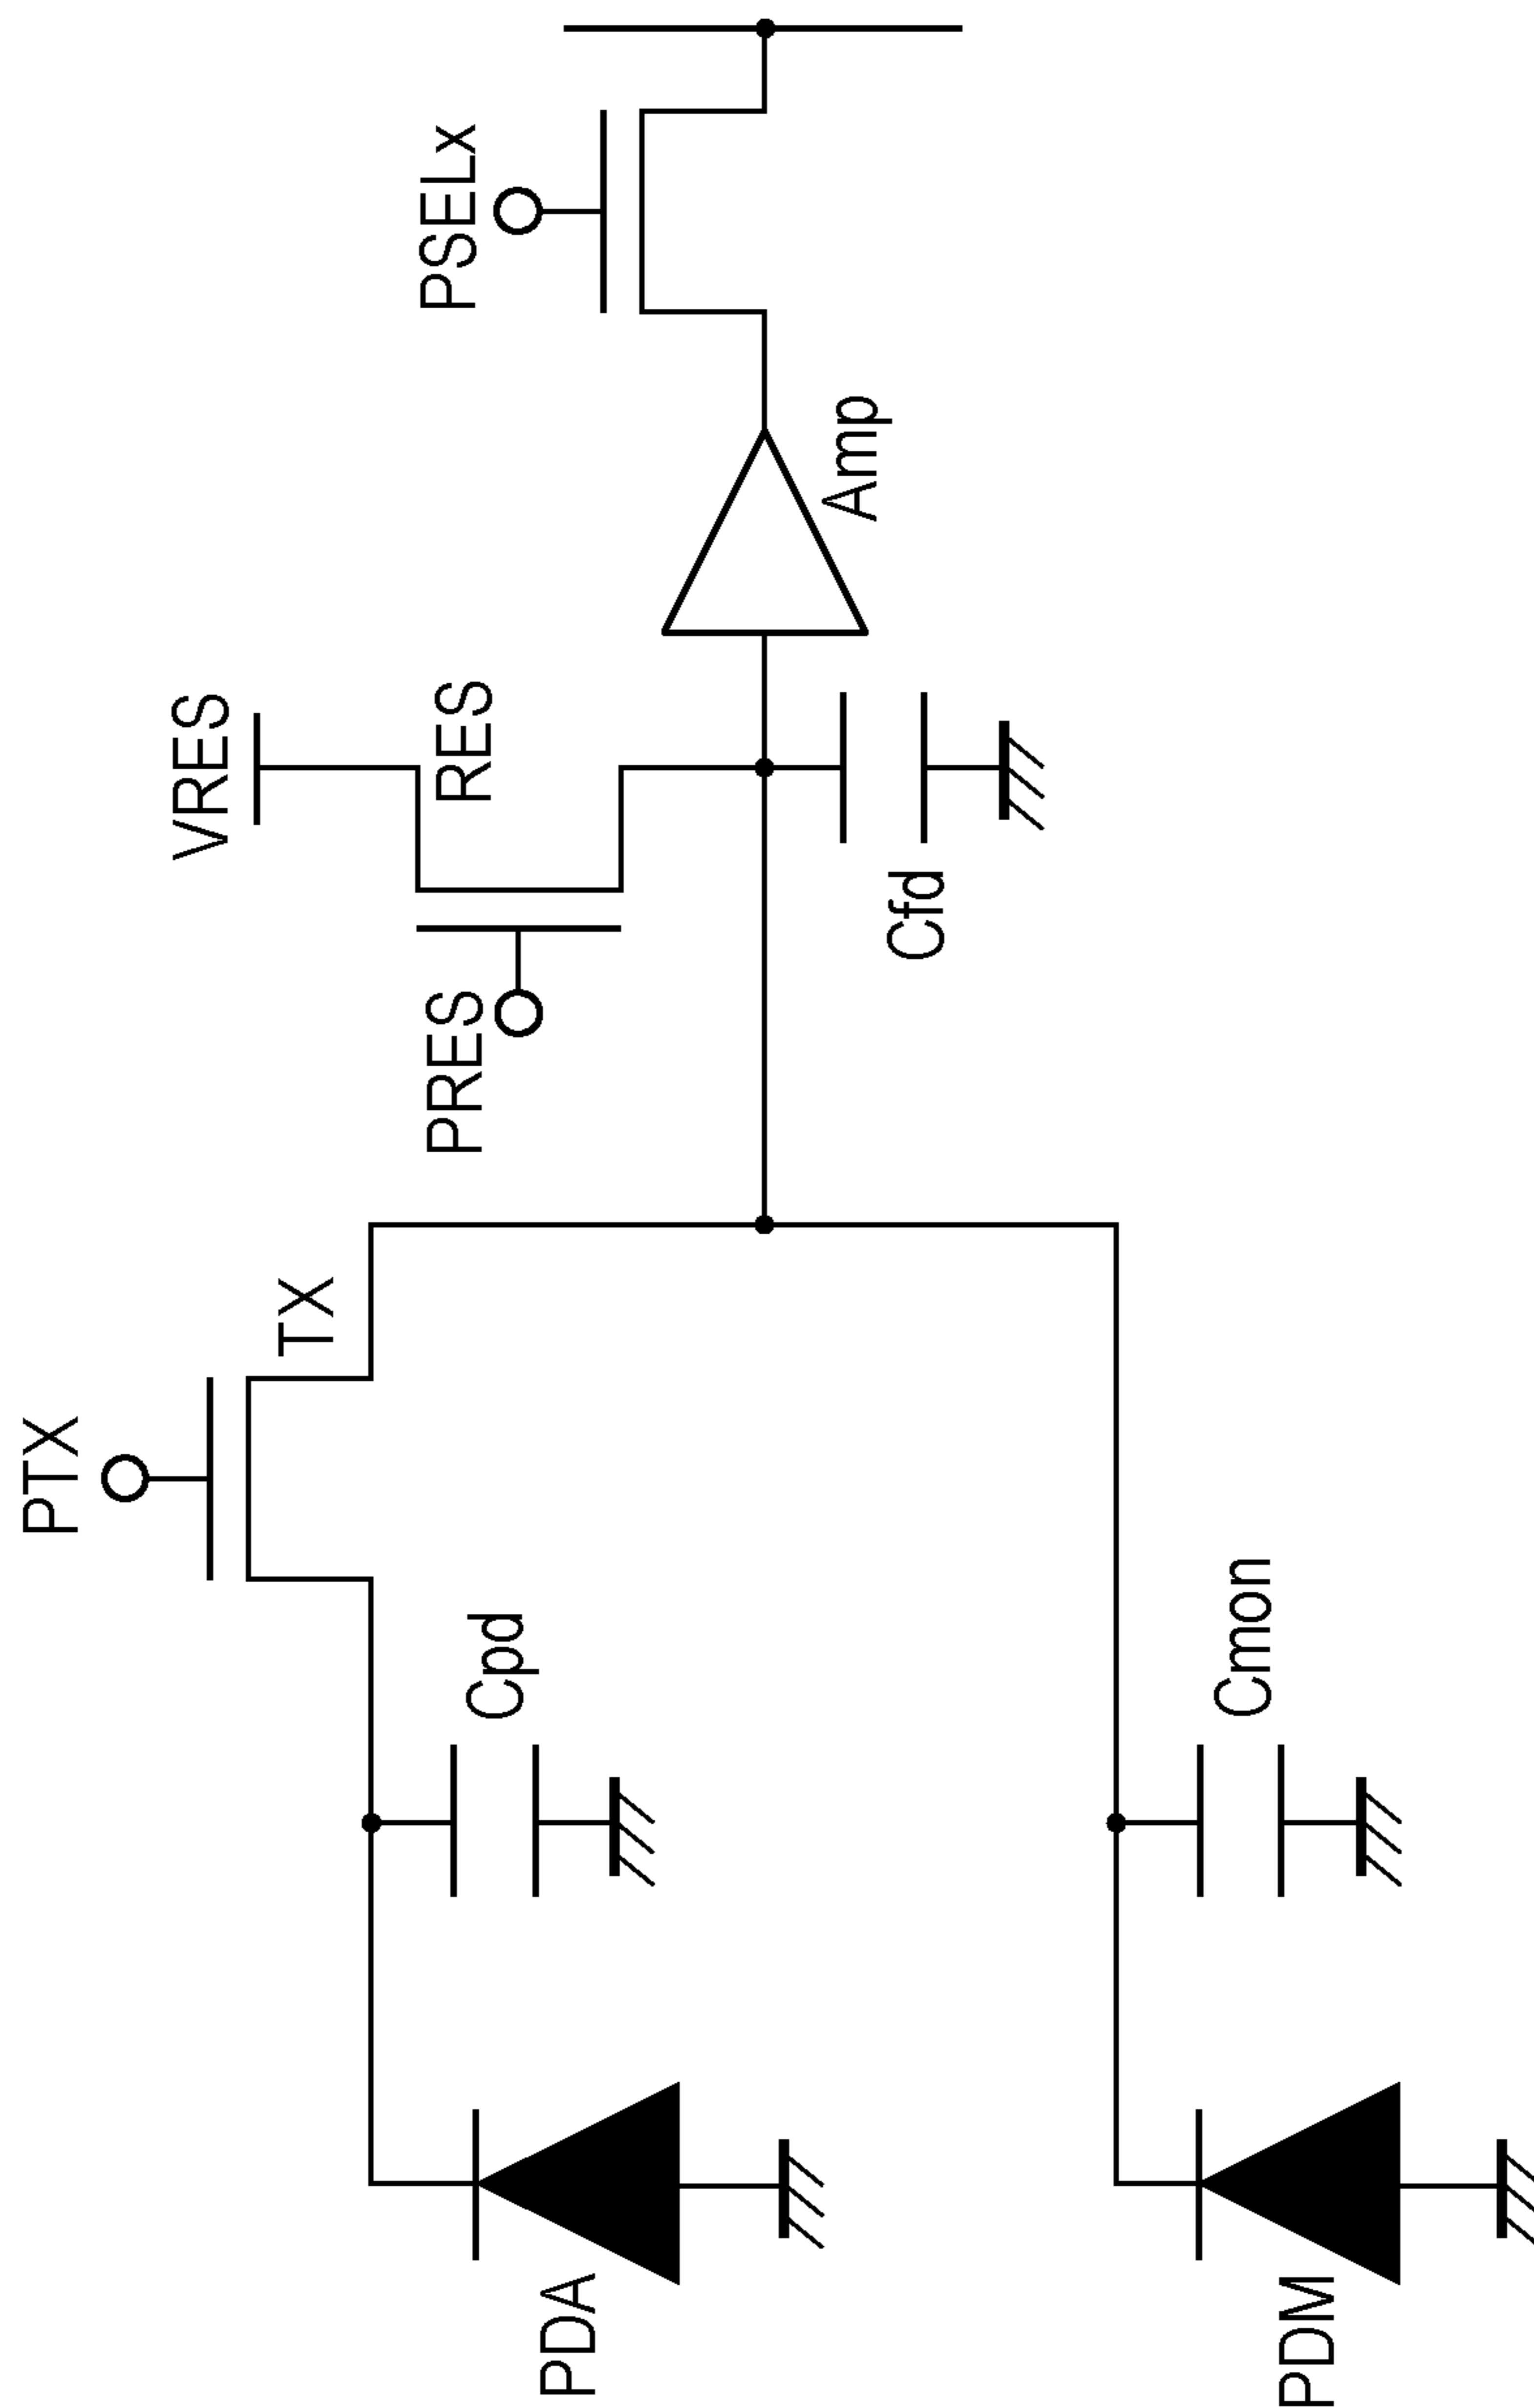 PSELx
Amp
VRES
RES
PRES
Cfd
PTX
TX
Cpd
Cmon
PDA
PDM